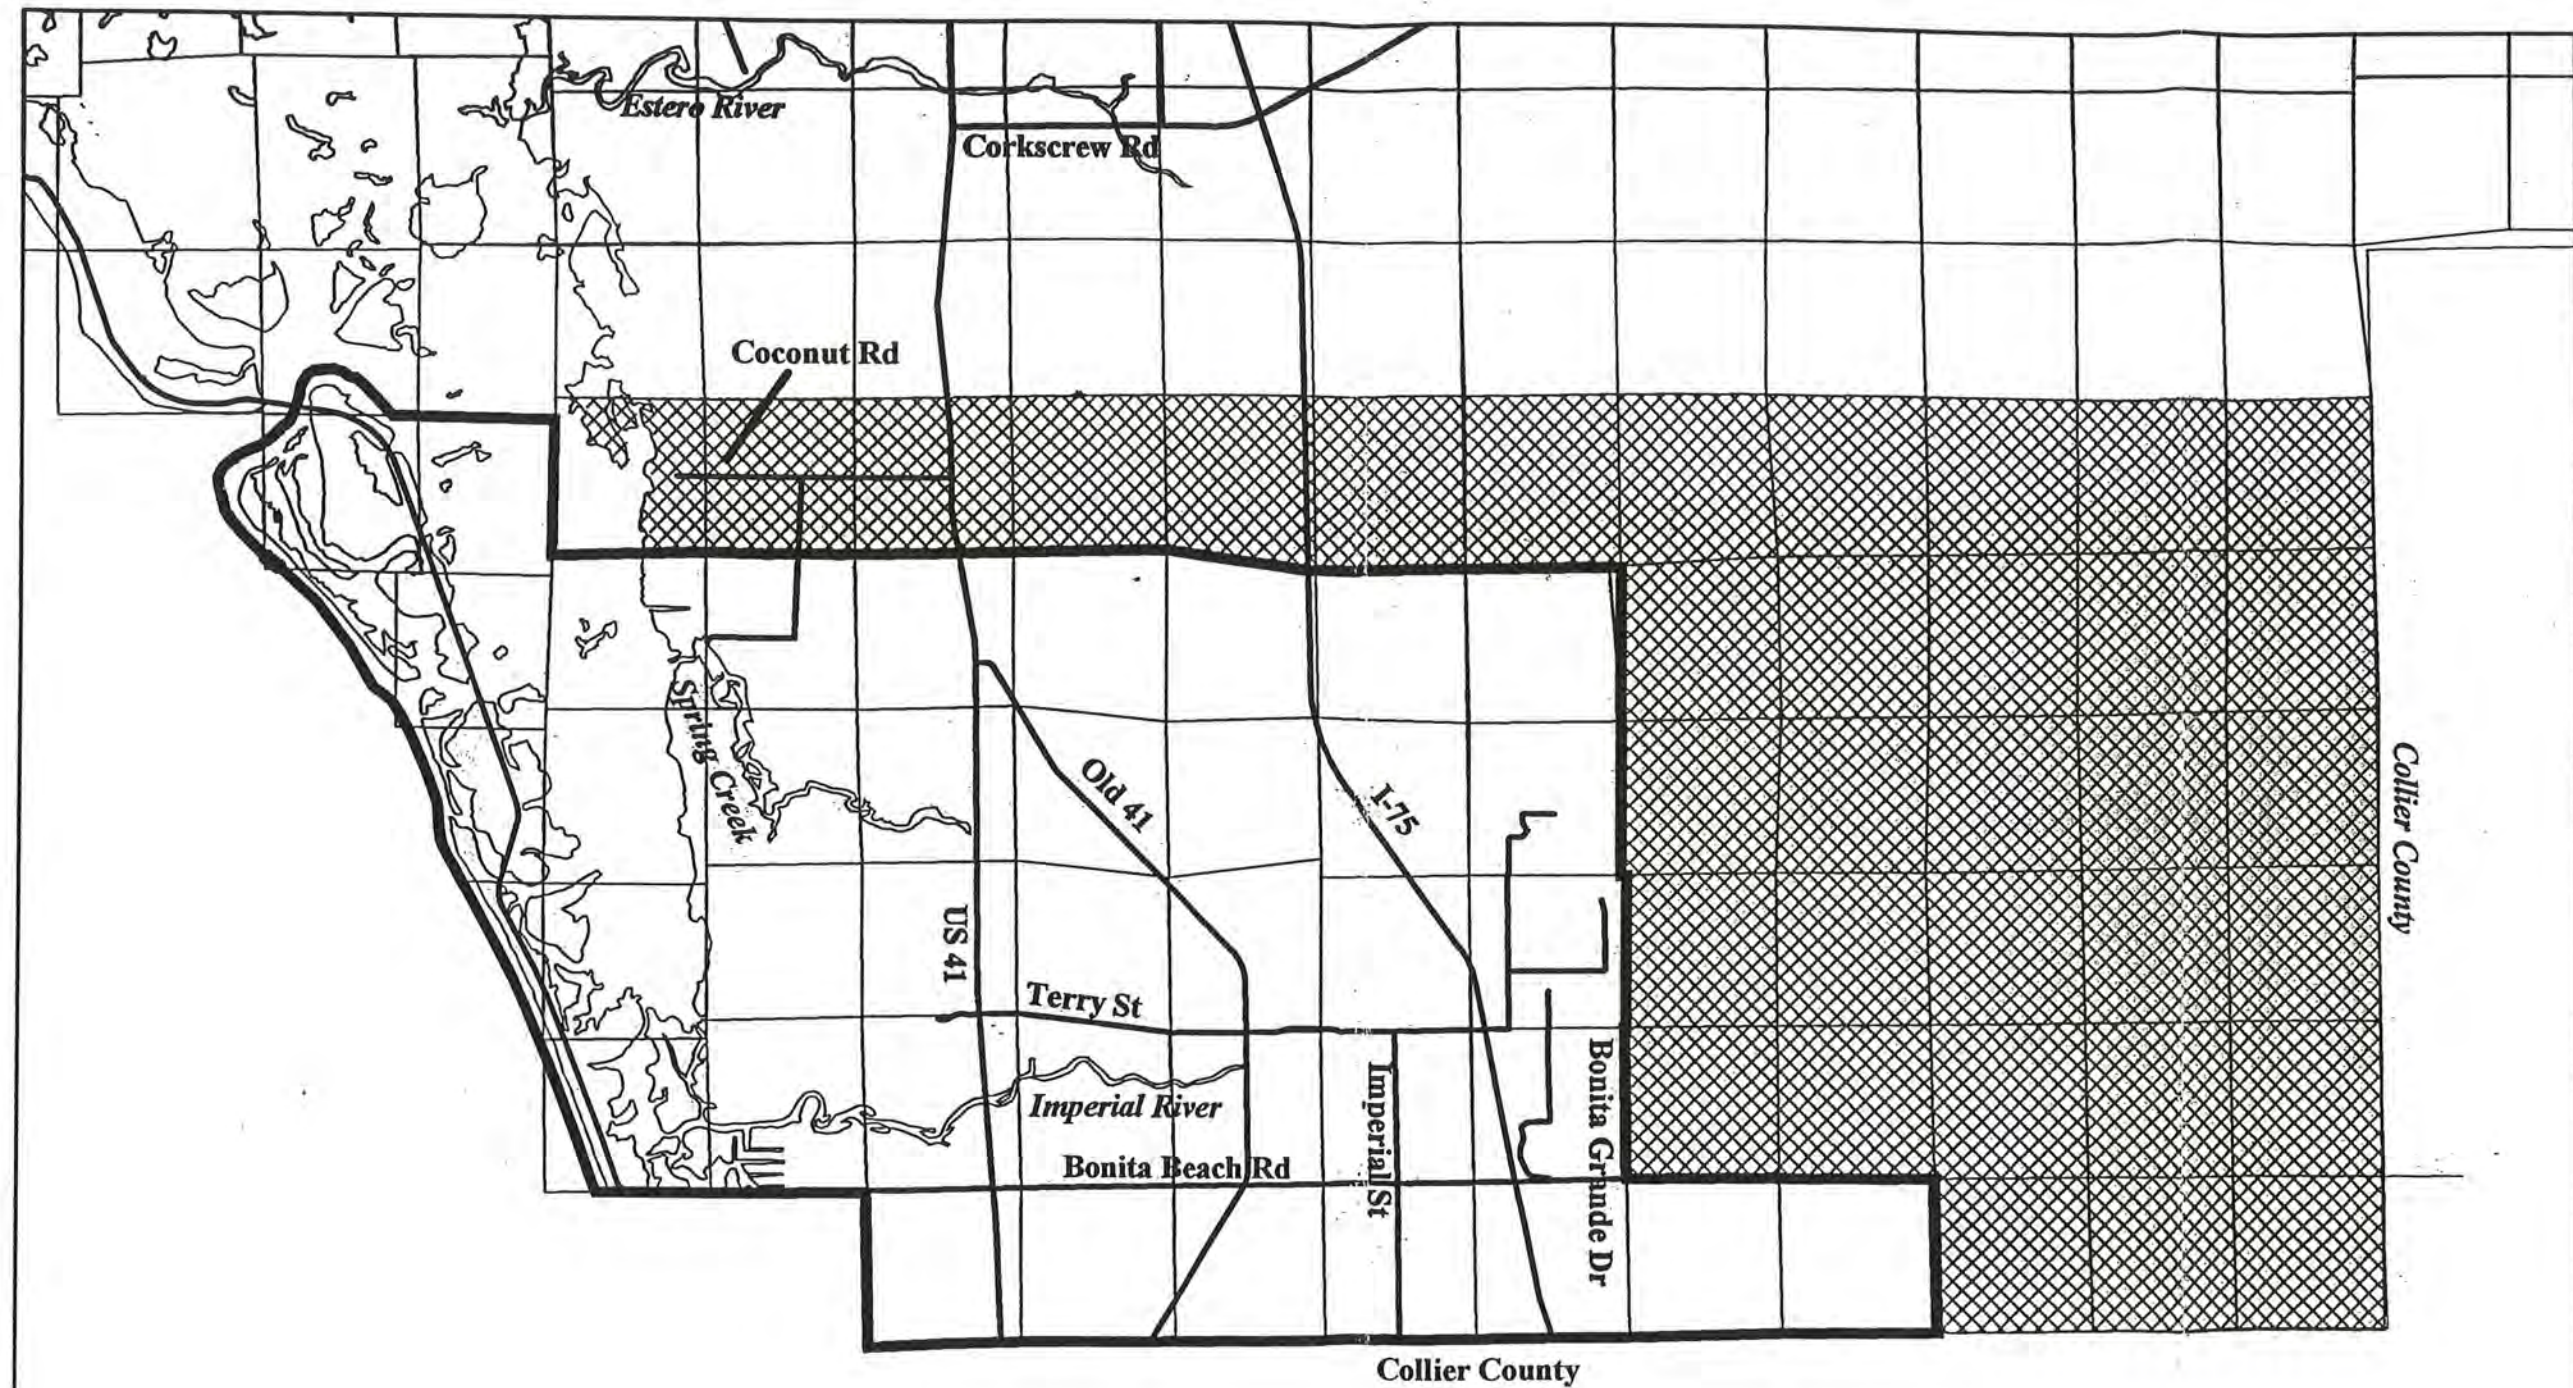 Estero River
Corkscrew Rd
Coconut Rd
Spring Creek
Old 41
I-75
Collier County
US 41
Terry St
Imperial River
Imperial St
Bonita Grande Dr
Bonita Beach Rd
Collier County